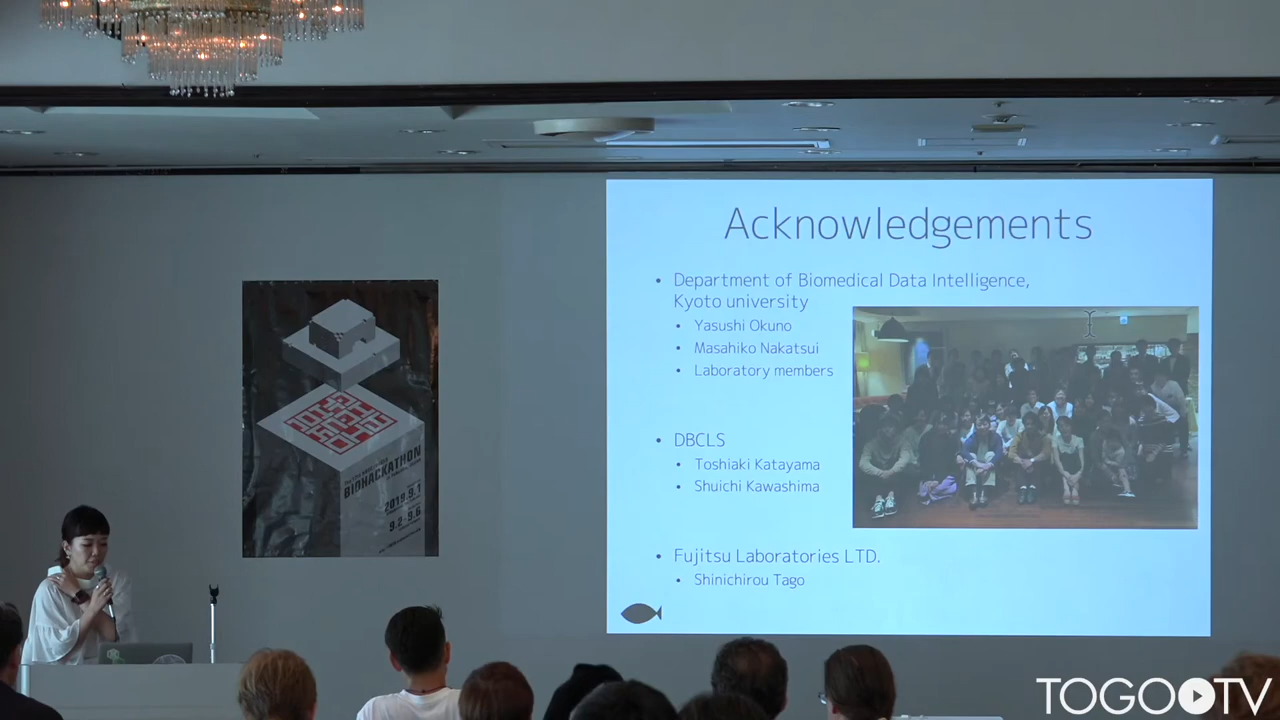 Acknowledgements
• Department of Biomedical Data Intelligence,
Kyoto university
• Yasushi Okuno
• Masahiko Nakatsui
• Laboratory members
• DBCLS
• Toshiaki Katayama
• Shuichi Kawashima
• Fujitsu Laboratories LTD.
• Shinichirou Tago
BIOHACKATHON
2019.9.1
9.2-9.6
TOGOTV